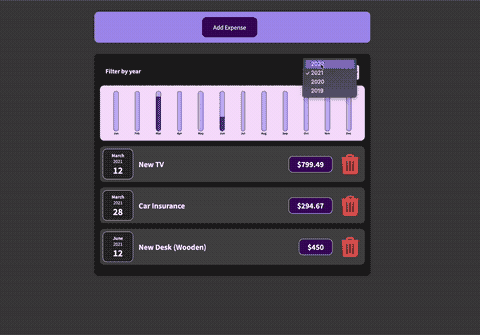 Add Expense
Filter by year
✓ 2021
2020
2019
Jan Feb Mar Apr May Jun Jul Aug Sep Oct Nov Dec
March
2021
12
New TV
$799.49
March
2021
28
Car Insurance
$294.67
June
2021
12
New Desk (Wooden)
$450